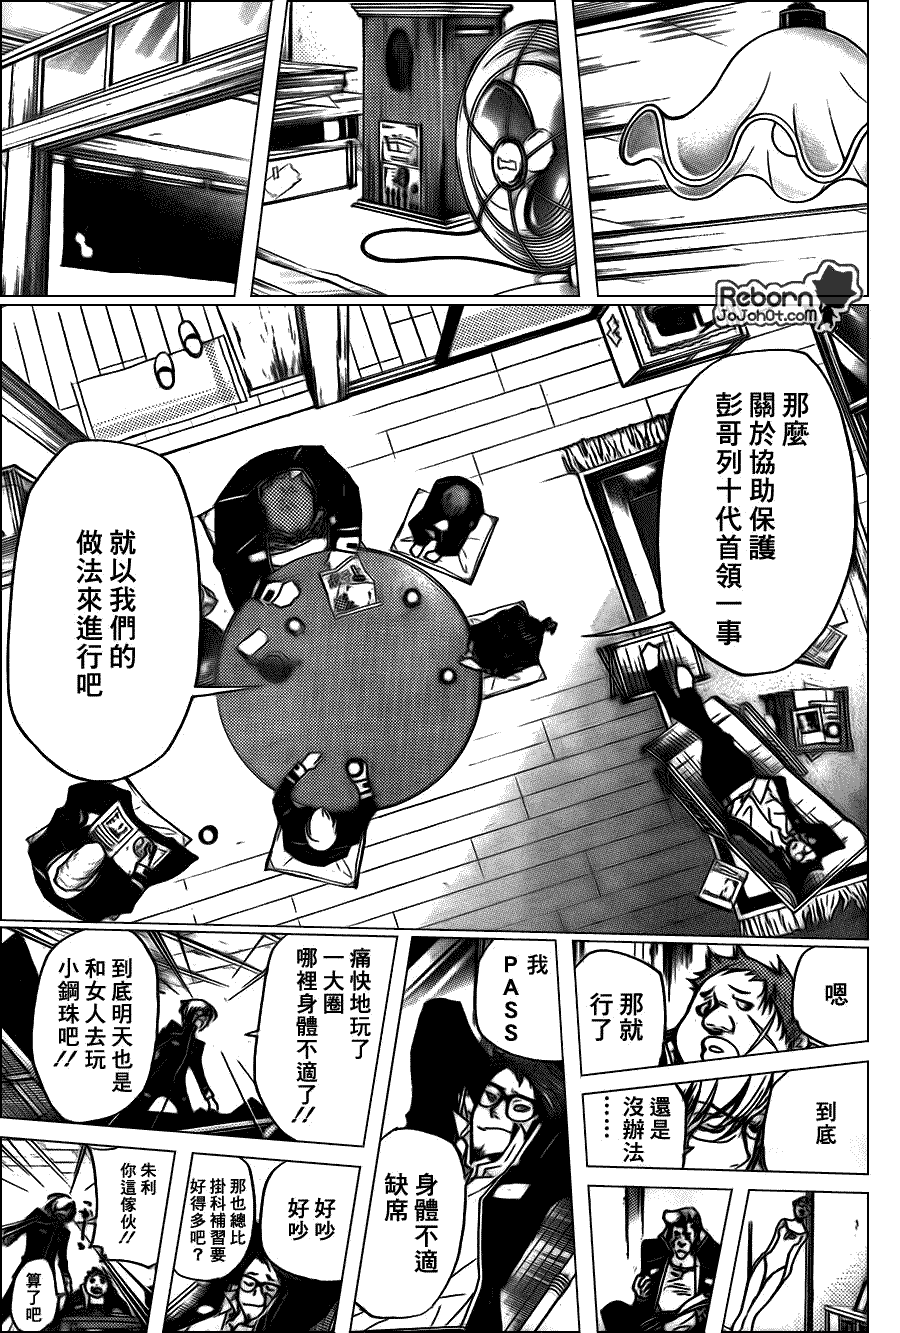 Reborn
JoJoHOt.com
那麼
關於協助保護
彭哥列十代首領一事
就以我們的
做法來進行吧
嗯
那就
行了
到底
還是
沒辦法
……
我
PASS
身體不適
缺席
痛快地玩了
一大圈
哪裡身體不適了!!
到底明天也是
和女人去玩
小鋼珠吧!!
好吵
好吵
那也總比
掛科補習要
好得多吧?
朱利
你這傢伙!!
算了吧